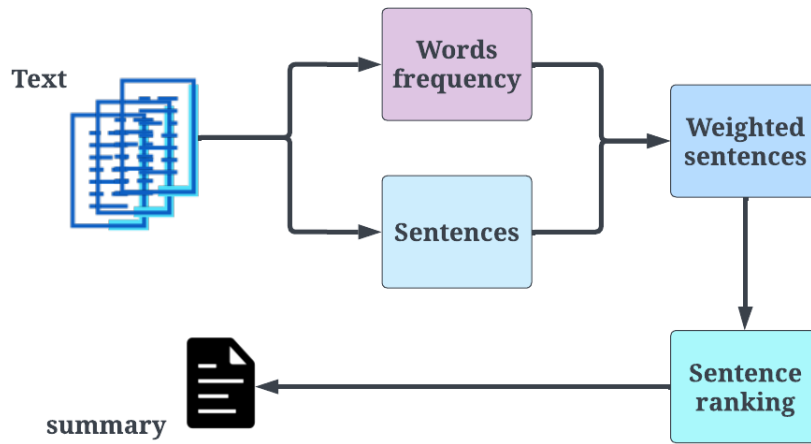 Text
Words
frequency
Weighted
sentences
Sentences
Sentence
ranking
summary